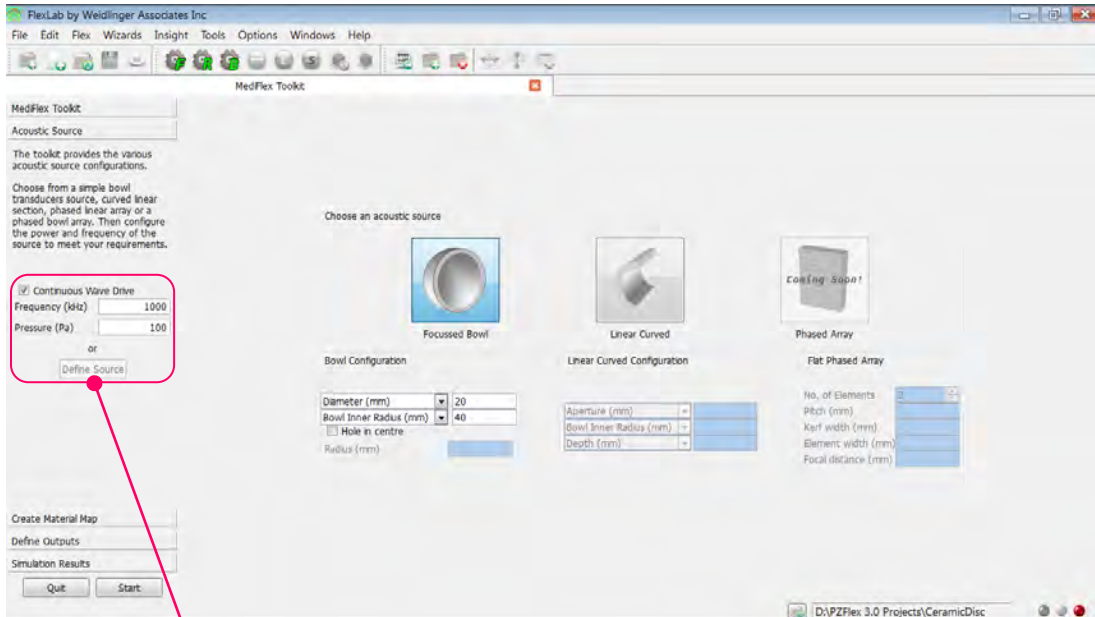 FlexLab by Weidlinger Associates Inc
File Edit Flex Wizards Insight Tools Options Windows Help
MedFlex Toolkit
MedFlex Toolkit
Acoustic Source
The toolkit provides the various
acoustic source configurations.
Choose from a simple bowl
transducers source, curved linear
section, phased linear array or a
phased bowl array. Then configure
the power and frequency of the
source to meet your requirements.
Continuous Wave Drive
Frequency (kHz) 1000
Pressure (Pa) 100
or
Define Source
Create Material Map
Define Outputs
Simulation Results
Quit Start
Choose an acoustic source
Coming Soon!
Focussed Bowl Linear Curved Phased Array
Bowl Configuration Linear Curved Configuration Flat Phased Array
Diameter (mm) 20
Bowl Inner Radius (mm) 40
Hole in centre
Radius (mm)
Aperture (mm)
Bowl Inner Radius (mm)
Depth (mm)
No. of Elements
Pitch (mm)
Kerf width (mm)
Element width (mm)
Focal distance (mm)
D:\PZFlex 3.0 Projects\CeramicDisc